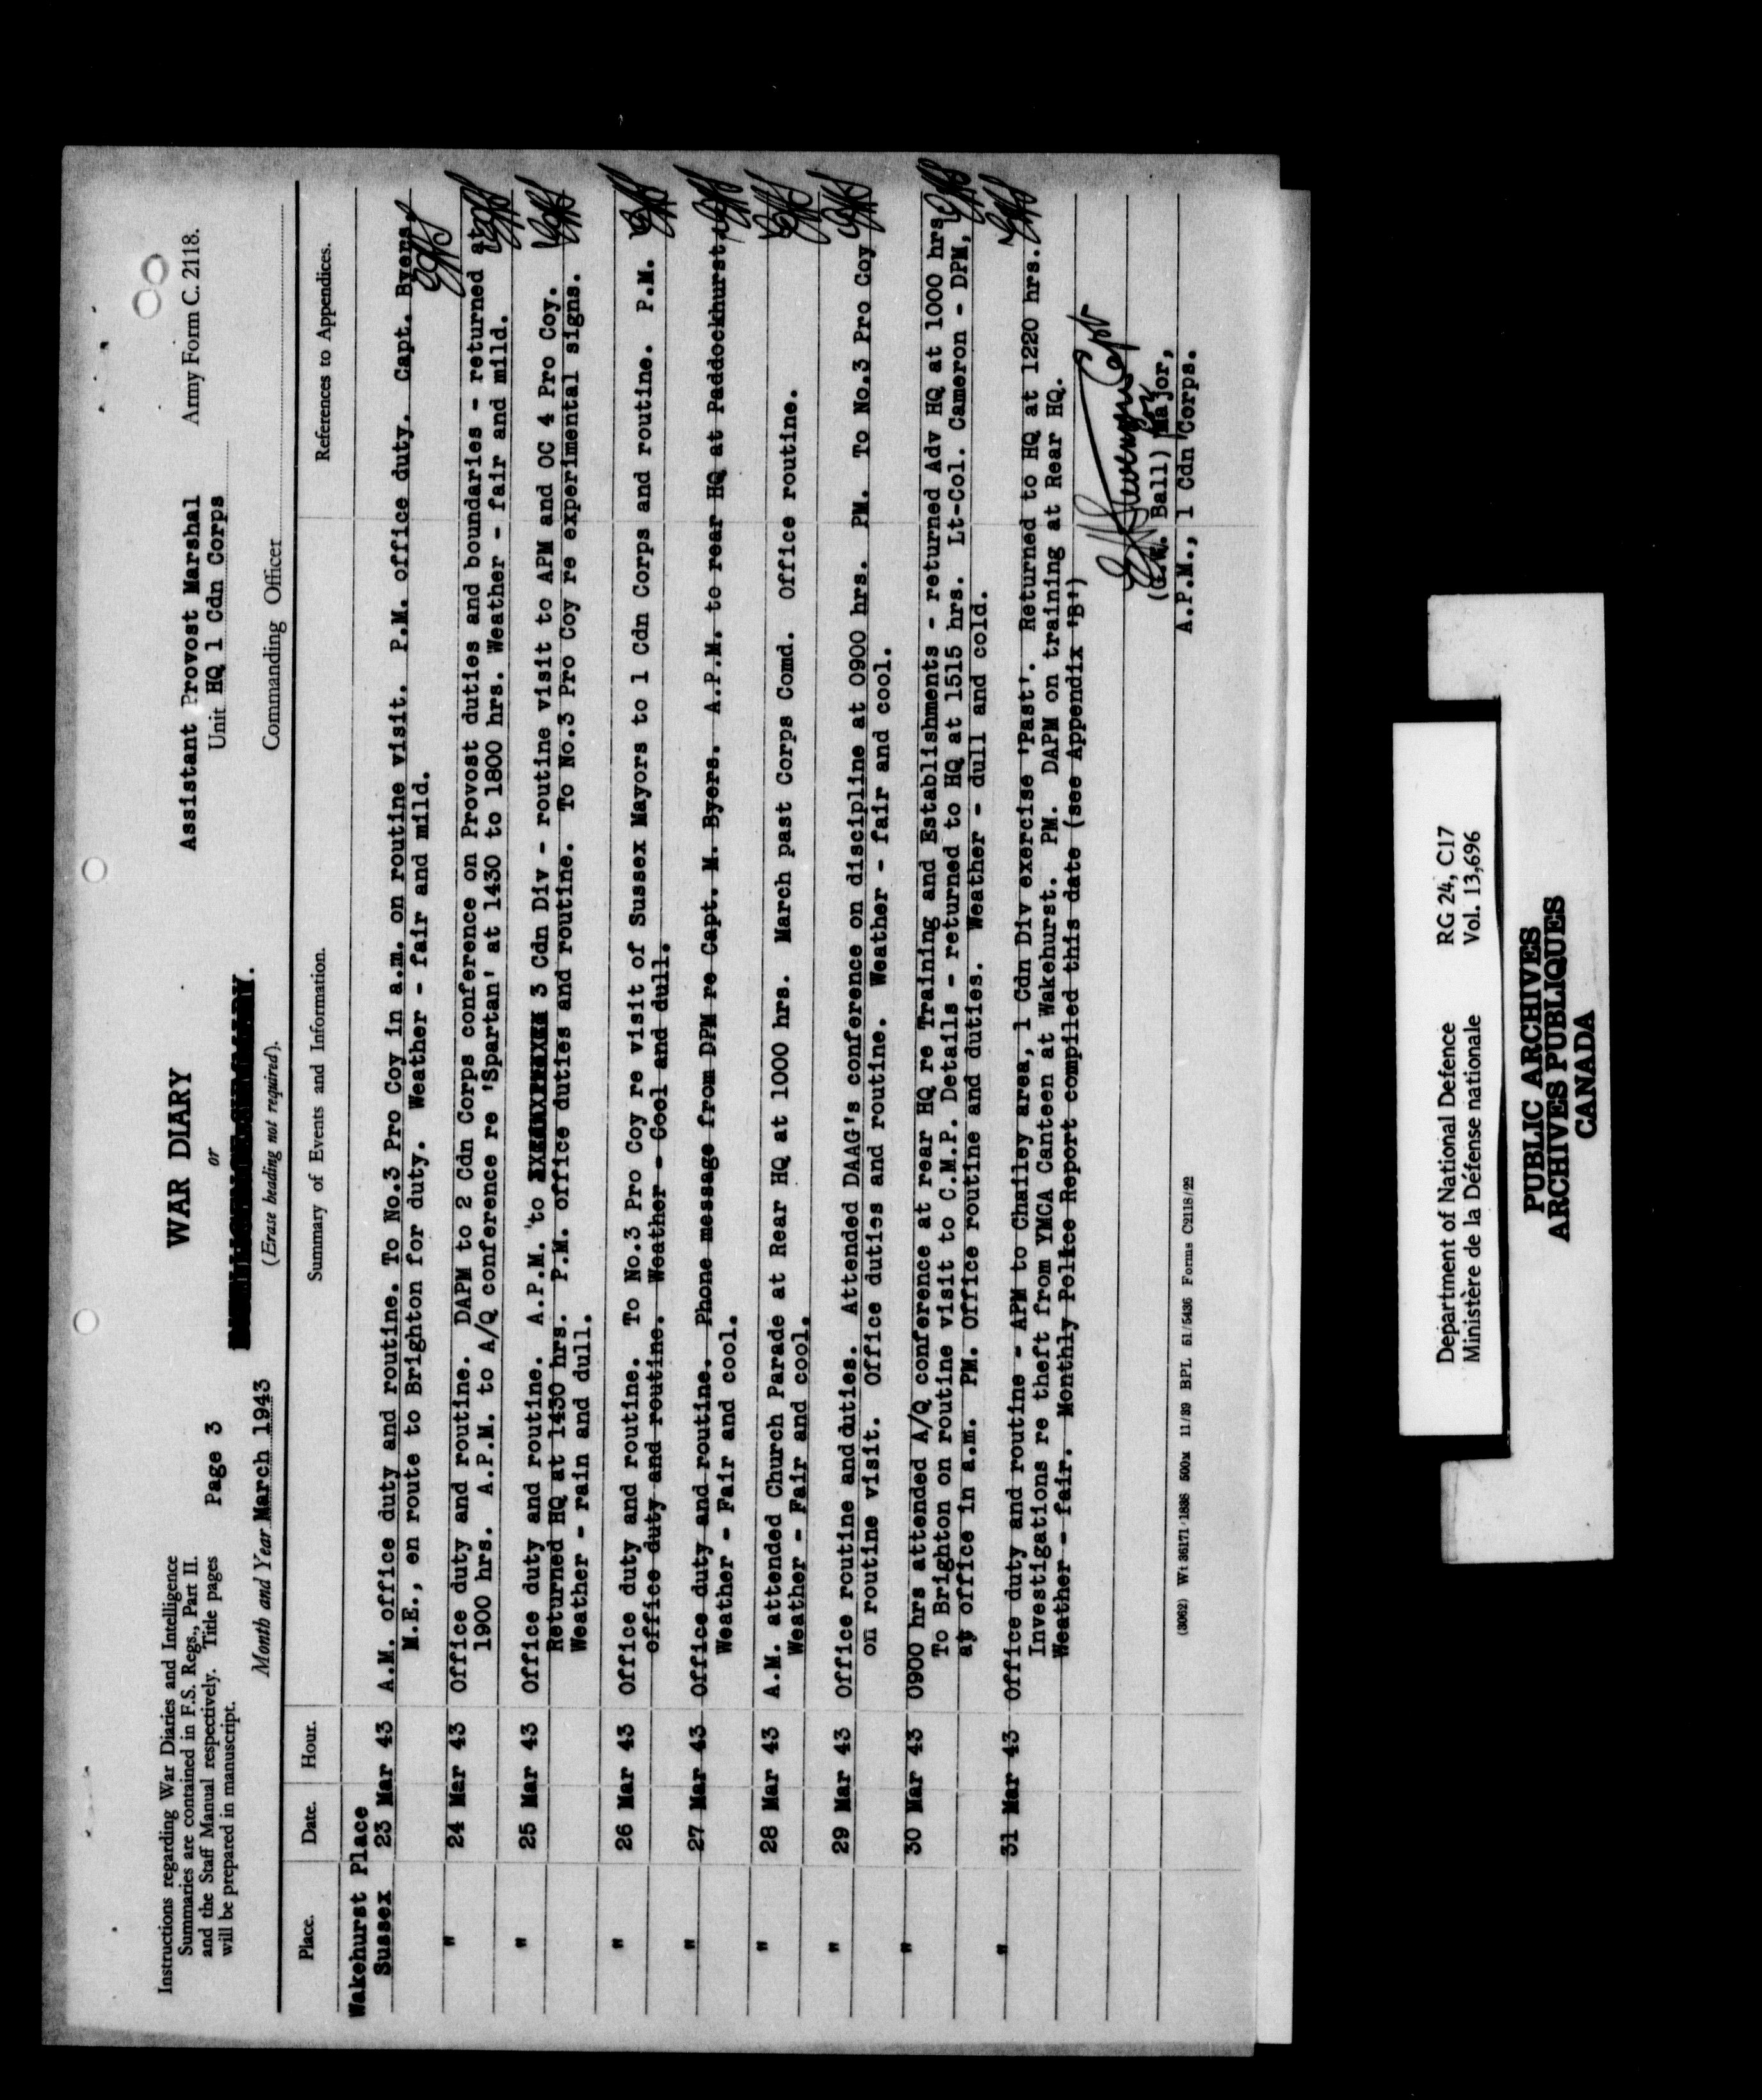 Instructions regarding War Diaries and Intelligence
Summaries are contained in F.S. Regs., Part II.
and the Staff Manual respectively. Title pages
will be prepared in manuscript.
Page 3
Month and Year March 1943
WAR DIARY
or
(Erase heading not required).
Assistant Provost Marshal
Unit HQ 1 Cdn Corps
Commanding Officer
Army Form C. 2118.
Place. Date. Hour. Summary of Events and Information. References to Appendices.
Wakehurst Place
Sussex 23 Mar 43 A.M. office duty and routine. To No.3 Pro Coy in a.m. on routine visit. P.M. office duty. Capt. Byers,
M.E., en route to Brighton for duty. Weather - fair and mild.
" 24 Mar 43 Office duty and routine. DAPM to 2 Cdn Corps conference on Provost duties and boundaries - returned at
1900 hrs. A.P.M. to A/Q conference re 'Spartan' at 1430 to 1800 hrs. Weather - fair and mild.
" 25 Mar 43 Office duty and routine. A.P.M. to 3 Cdn Div - routine visit to APM and OC 4 Pro Coy.
Returned HQ at 1430 hrs. P.M. office duties and routine. To No.3 Pro Coy re experimental signs.
Weather - rain and dull.
" 26 Mar 43 Office duty and routine. To No.3 Pro Coy re visit of Sussex Mayors to 1 Cdn Corps and routine. P.M.
office duty and routine. Weather - Cool and dull.
" 27 Mar 43 Office duty and routine. Phone message from DPM re Capt. M. Byers. A.P.M. to rear HQ at Paddockhurst.
Weather - Fair and cool.
" 28 Mar 43 A.M. attended Church Parade at Rear HQ at 1000 hrs. March past Corps Comd. Office routine.
Weather - Fair and cool.
" 29 Mar 43 Office routine and duties. Attended DAAG's conference on discipline at 0900 hrs. PM. To No.3 Pro Coy
on routine visit. Office duties and routine. Weather - fair and cool.
" 30 Mar 43 0900 hrs attended A/Q conference at rear HQ re Training and Establishments - returned Adv HQ at 1000 hrs.
To Brighton on routine visit to C.M.P. Details - returned to HQ at 1515 hrs. Lt-Col. Cameron - DPM,
at office in a.m. PM. Office routine and duties. Weather - dull and cold.
" 31 Mar 43 Office duty and routine - APM to Chailey area, 1 Cdn Div exercise 'Past'. Returned to HQ at 1220 hrs.
Investigations re theft from YMCA Canteen at Wakehurst. PM. DAPM on training at Rear HQ.
Weather - fair. Monthly Police Report compiled this date (see Appendix 'B')
Capt
(G.W. Ball) Major,
A.P.M., 1 Cdn Corps.
(3062) Wt 36171/1838 500m 11/39 BPL 51/5436 Forms C2118/22
Department of National Defence RG 24, C17
Ministère de la Défense nationale Vol. 13,696
PUBLIC ARCHIVES
ARCHIVES PUBLIQUES
CANADA